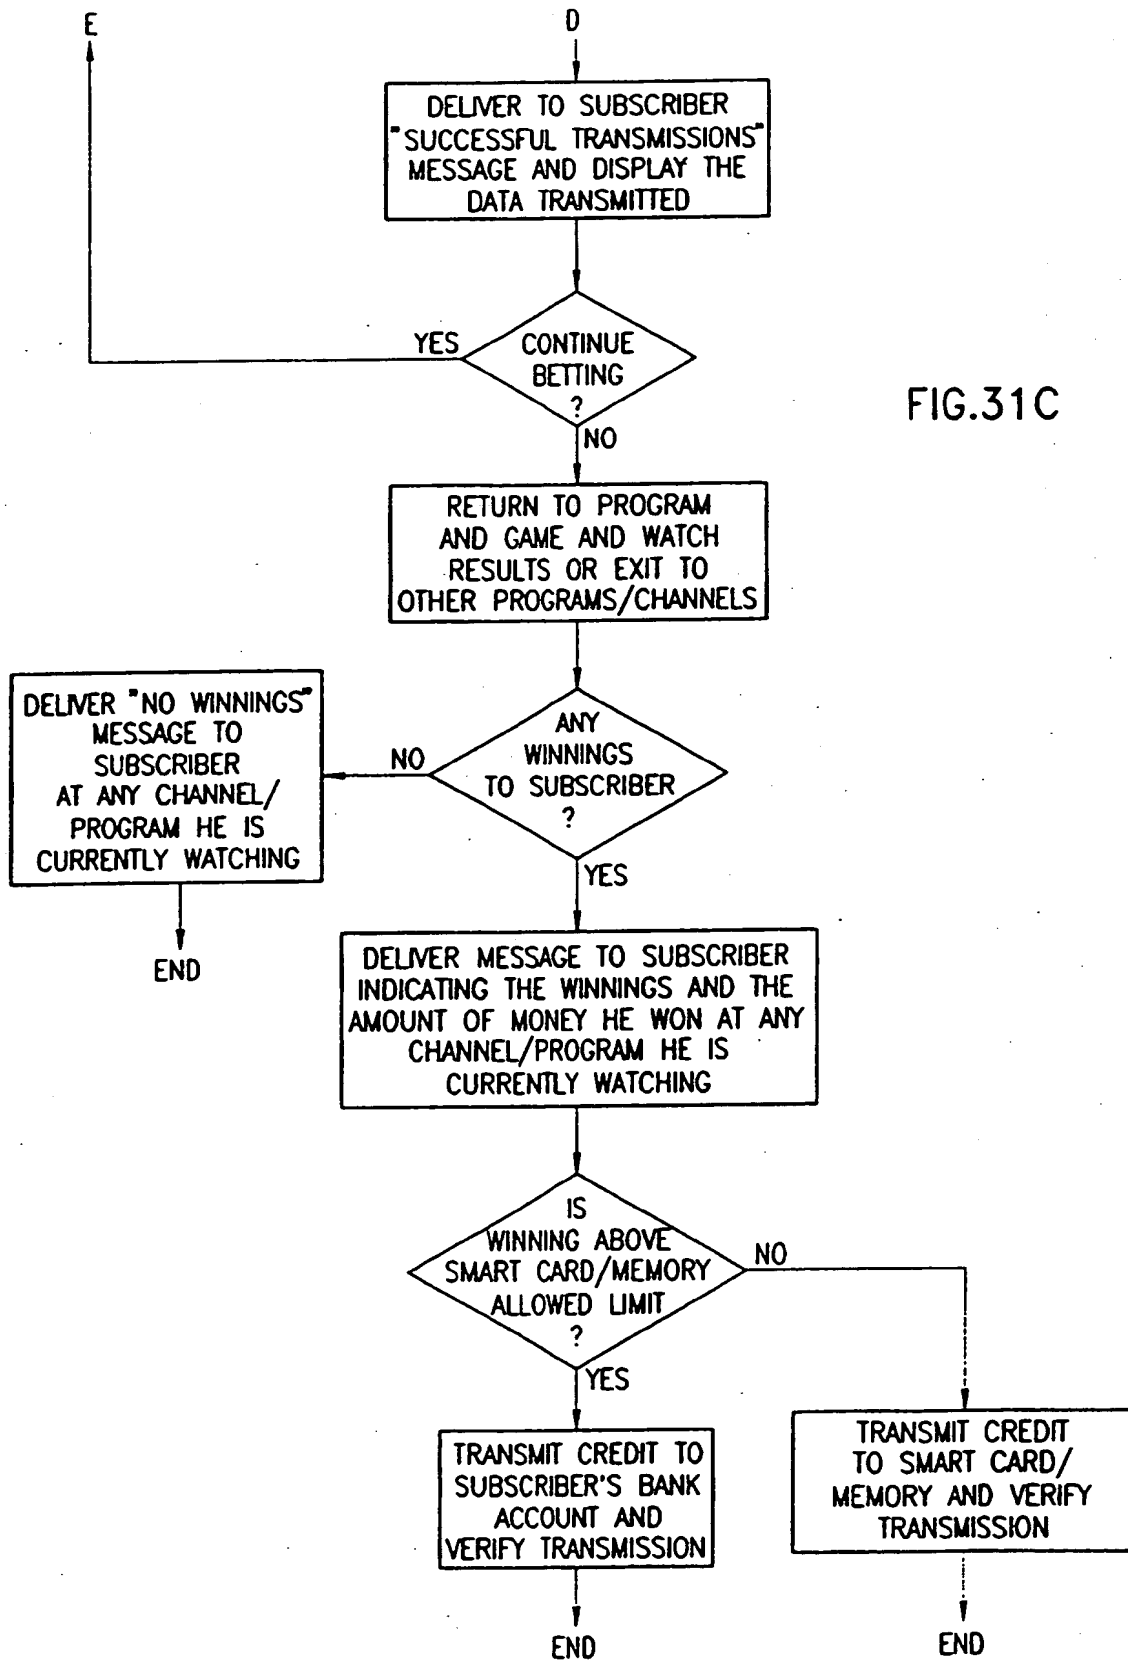 E
D
DELIVER TO SUBSCRIBER
"SUCCESSFUL TRANSMISSIONS"
MESSAGE AND DISPLAY THE
DATA TRANSMITTED
YES
CONTINUE
BETTING
?
FIG.31C
NO
RETURN TO PROGRAM
AND GAME AND WATCH
RESULTS OR EXIT TO
OTHER PROGRAMS/CHANNELS
DELIVER "NO WINNINGS"
MESSAGE TO
SUBSCRIBER
AT ANY CHANNEL/
PROGRAM HE IS
CURRENTLY WATCHING
NO
ANY
WINNINGS
TO SUBSCRIBER
?
YES
END
DELIVER MESSAGE TO SUBSCRIBER
INDICATING THE WINNINGS AND THE
AMOUNT OF MONEY HE WON AT ANY
CHANNEL/PROGRAM HE IS
CURRENTLY WATCHING
IS
WINNING ABOVE
SMART CARD/MEMORY
ALLOWED LIMIT
?
NO
YES
TRANSMIT CREDIT TO
SUBSCRIBER'S BANK
ACCOUNT AND
VERIFY TRANSMISSION
TRANSMIT CREDIT
TO SMART CARD/
MEMORY AND VERIFY
TRANSMISSION
END
END